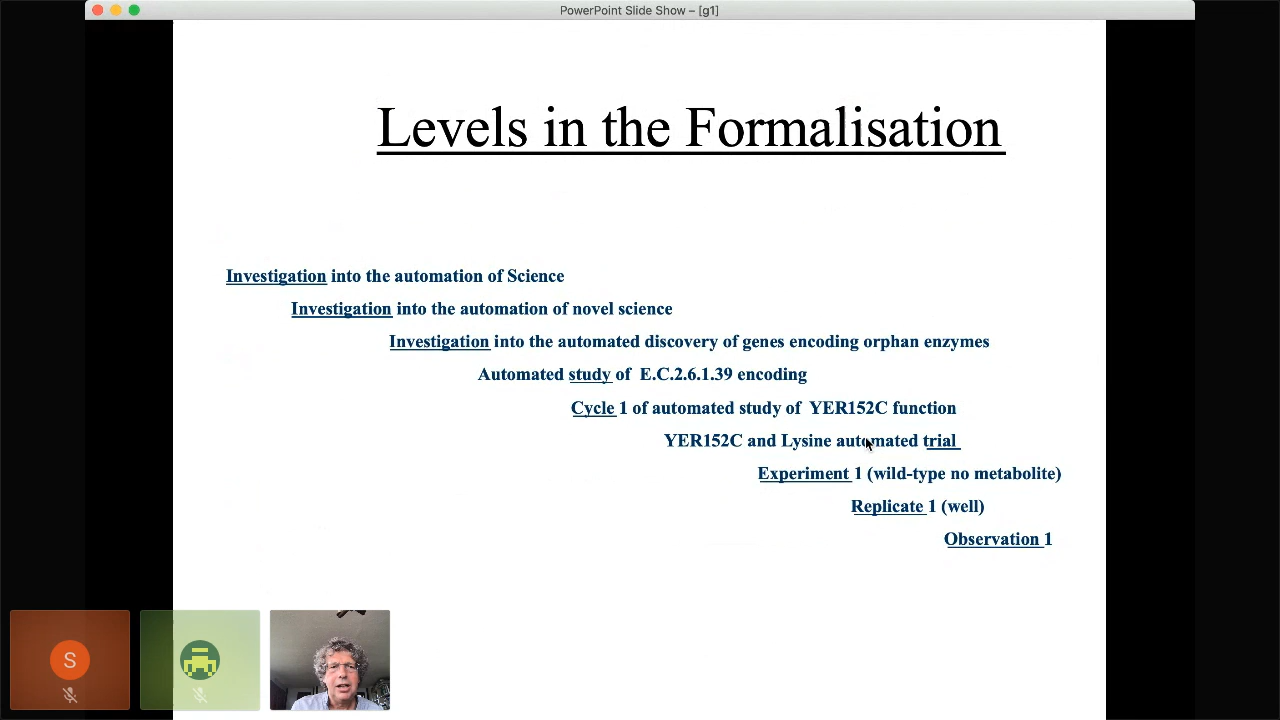 PowerPoint Slide Show – [g1]
Levels in the Formalisation
Investigation into the automation of Science
Investigation into the automation of novel science
Investigation into the automated discovery of genes encoding orphan enzymes
Automated study of E.C.2.6.1.39 encoding
Cycle 1 of automated study of YER152C function
YER152C and Lysine automated trial
Experiment 1 (wild-type no metabolite)
Replicate 1 (well)
Observation 1
S